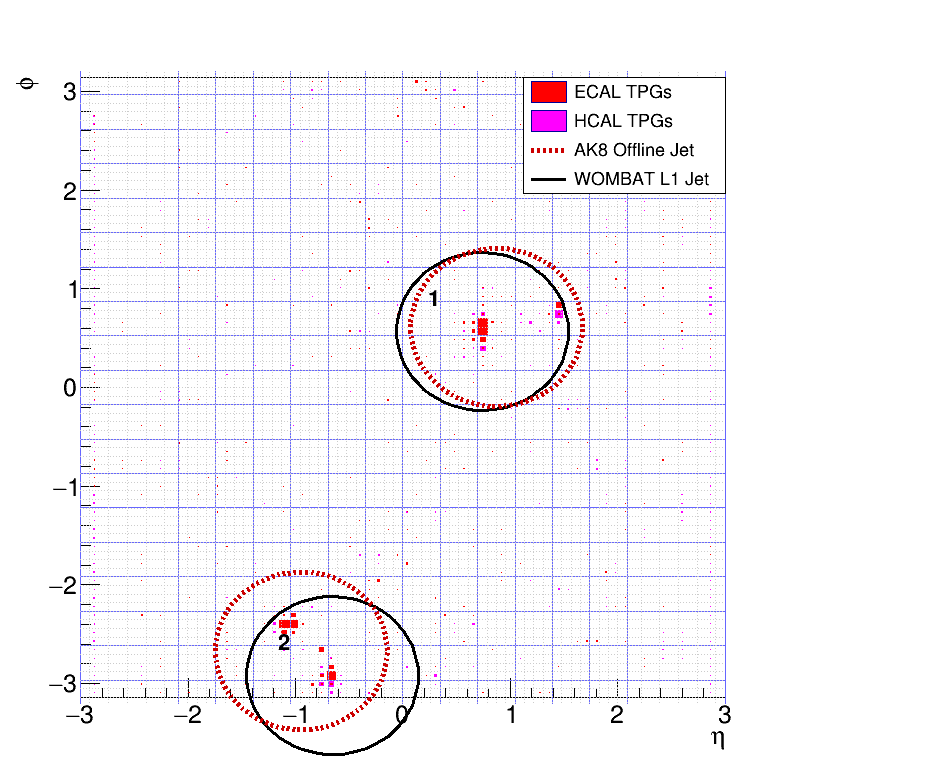 ϕ
3
2
1
0
−1
−2
−3
ECAL TPGs
HCAL TPGs
AK8 Offline Jet
WOMBAT L1 Jet
1
2
−3 −2 −1 0 1 2 3
η